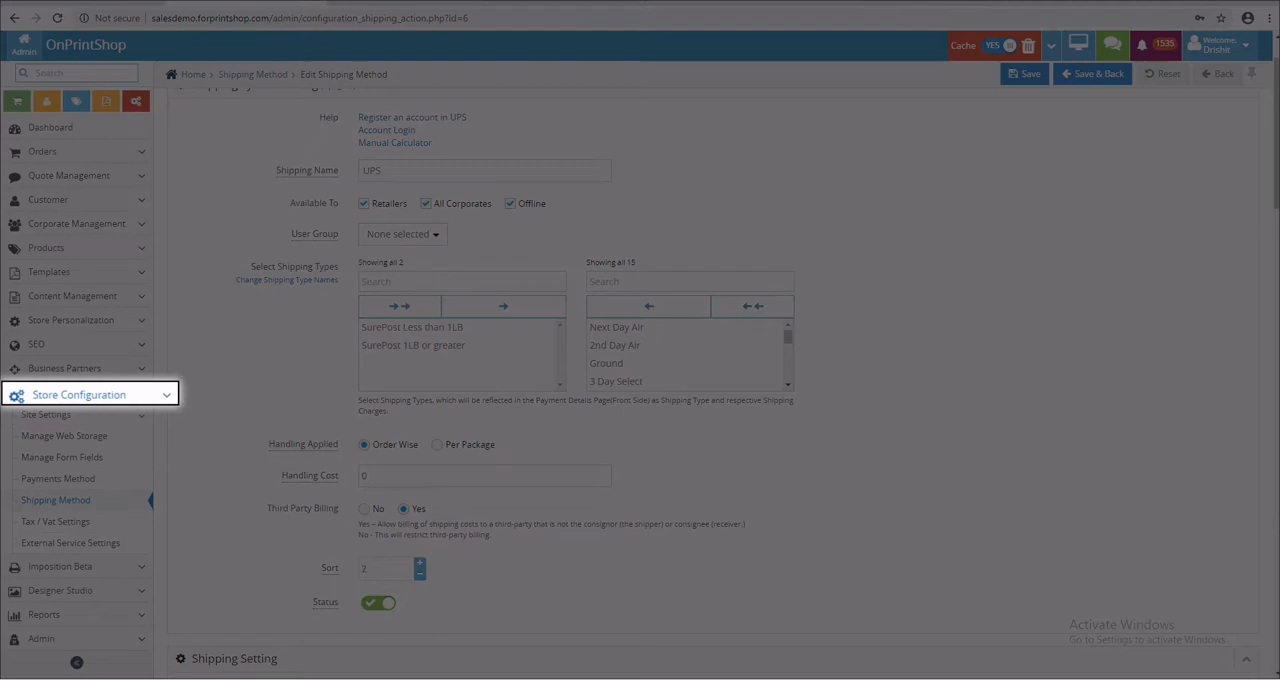 Not secure salesdemo.forprintshop.com/admin/configuration_shipping_action.php?id=6
Admin OnPrintShop Cache YES 1535 Welcome: Drishit
Search Home > Shipping Method > Edit Shipping Method Save Save & Back Reset Back
Help Register an account in UPS
Account Login
Manual Calculator
Shipping Name UPS
Available To Retailers All Corporates Offline
User Group None selected
Select Shipping Types Showing all 2 Showing all 15
Change Shipping Type Names Search Search
SurePost Less than 1LB Next Day Air
SurePost 1LB or greater 2nd Day Air
Ground
3 Day Select
Select Shipping Types, which will be reflected in the Payment Details Page(Front Side) as Shipping Type and respective Shipping
Charges.
Handling Applied Order Wise Per Package
Handling Cost 0
Third Party Billing No Yes
Yes – Allow billing of shipping costs to a third-party that is not the consignor (the shipper) or consignee (receiver.)
No - This will restrict third-party billing.
Sort 2
Status
Shipping Setting
Dashboard
Orders
Quote Management
Customer
Corporate Management
Products
Templates
Content Management
Store Personalization
SEO
Business Partners
Store Configuration
Site Settings
Manage Web Storage
Manage Form Fields
Payments Method
Shipping Method
Tax / Vat Settings
External Service Settings
Imposition Beta
Designer Studio
Reports
Admin
Activate Windows
Go to Settings to activate Windows.